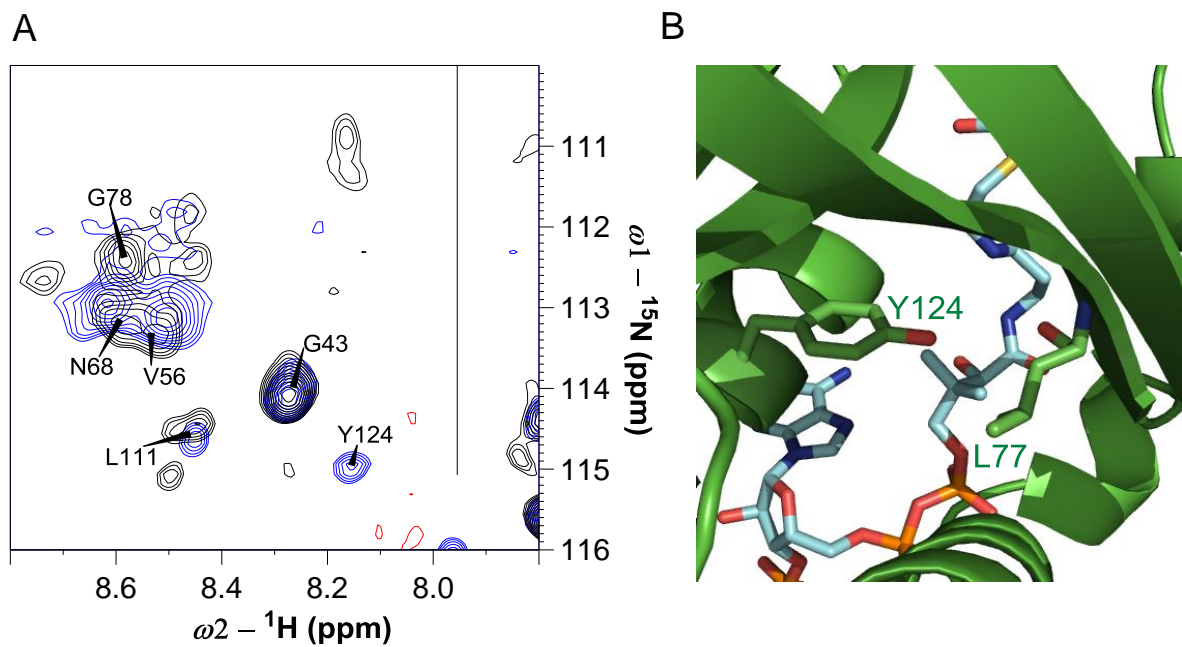 A
B
111
G78
112
113
N68
V56
G43
114
L111
Y124
115
116
8.6
8.4
8.2
8.0
ω2 – ¹H (ppm)
ω1 – ¹⁵N (ppm)
Y124
L77